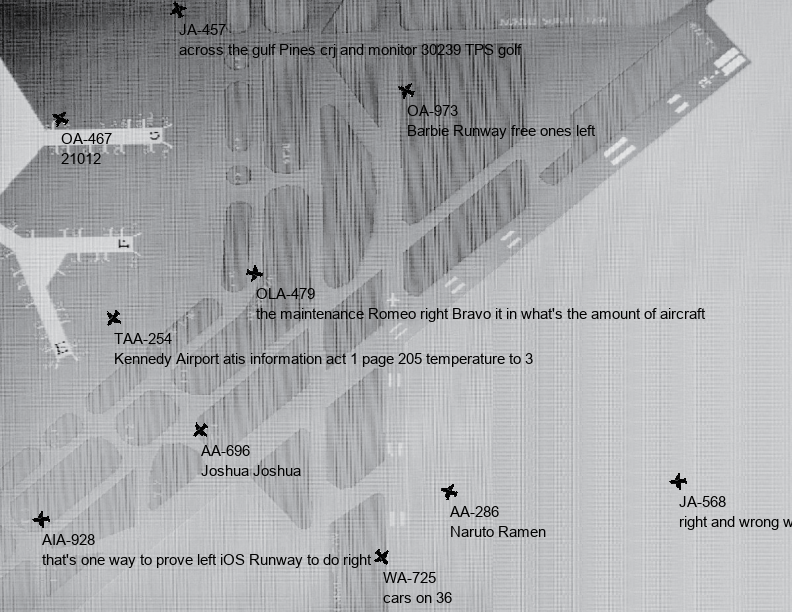 JA-457
across the gulf Pines crj and monitor 30239 TPS golf
OA-973
Barbie Runway free ones left
OA-467
21012
OLA-479
the maintenance Romeo right Bravo it in what's the amount of aircraft
TAA-254
Kennedy Airport atis information act 1 page 205 temperature to 3
AA-696
Joshua Joshua
JA-568
right and wrong w
AA-286
Naruto Ramen
AIA-928
that's one way to prove left iOS Runway to do right
WA-725
cars on 36